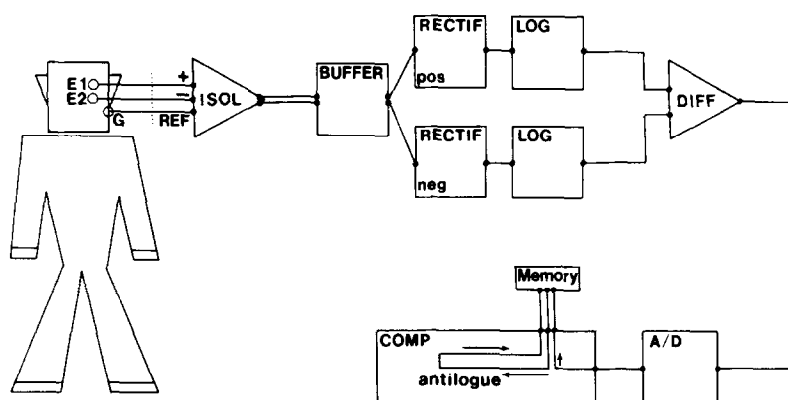 RECTIF
LOG
pos
BUFFER
E1
E2
G
+
−
REF
ISOL
DIFF
RECTIF
LOG
neg
Memory
COMP
antilogue
A/D